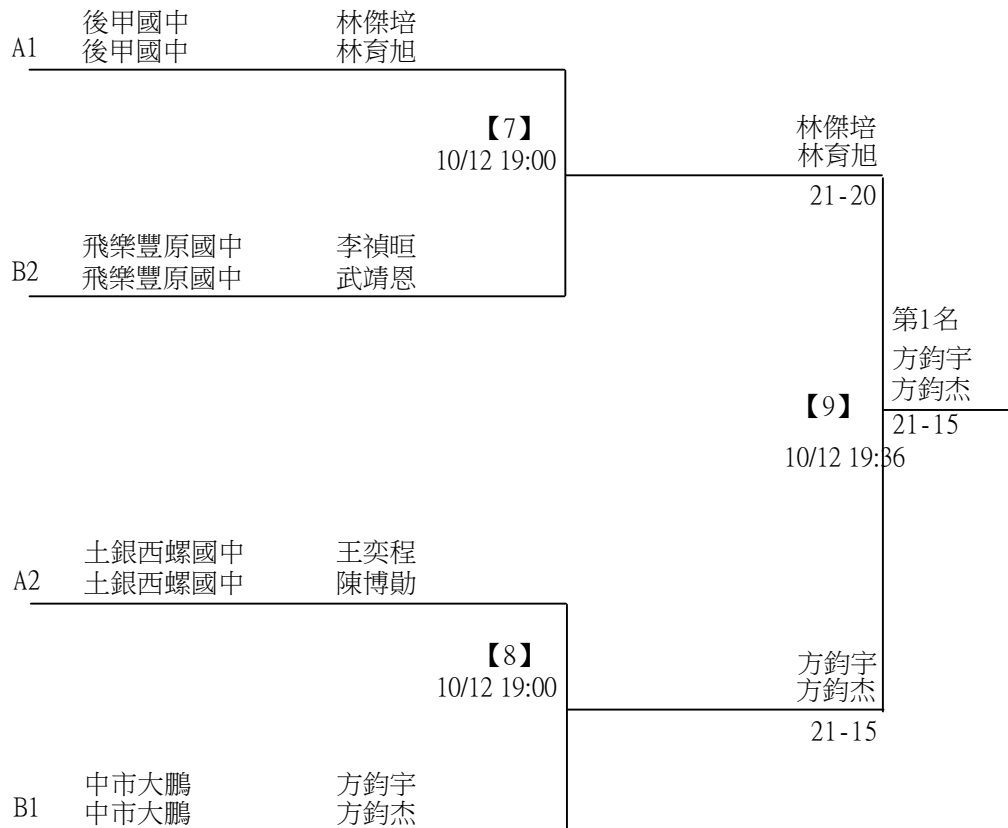 後甲國中 林傑培
A1 後甲國中 林育旭
【7】
10/12 19:00
林傑培
林育旭
21-20
飛樂豐原國中 李禎晅
B2 飛樂豐原國中 武靖恩
第1名
方鈞宇
方鈞杰
【9】
21-15
10/12 19:36
土銀西螺國中 王奕程
A2 土銀西螺國中 陳博勛
【8】
10/12 19:00
方鈞宇
方鈞杰
21-15
中市大鵬 方鈞宇
B1 中市大鵬 方鈞杰